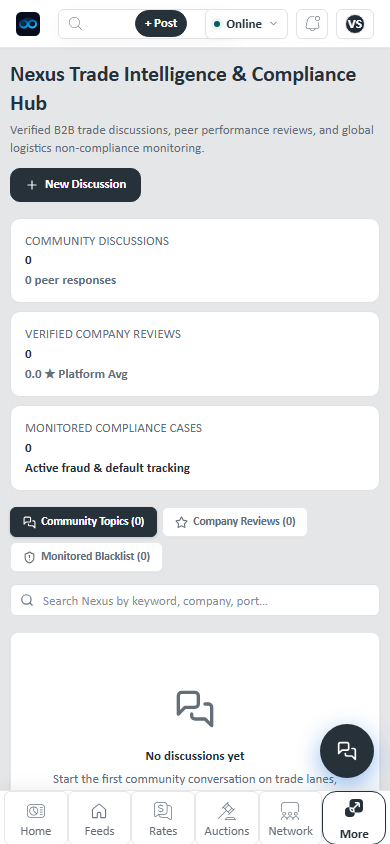 + Post
Online
VS
Nexus Trade Intelligence & Compliance
Hub
Verified B2B trade discussions, peer performance reviews, and global
logistics non-compliance monitoring.
+ New Discussion
COMMUNITY DISCUSSIONS
0
0 peer responses
VERIFIED COMPANY REVIEWS
0
0.0 ★ Platform Avg
MONITORED COMPLIANCE CASES
0
Active fraud & default tracking
Community Topics (0)
Company Reviews (0)
Monitored Blacklist (0)
Search Nexus by keyword, company, port...
No discussions yet
Start the first community conversation on trade lanes,
Home
Feeds
Rates
Auctions
Network
More